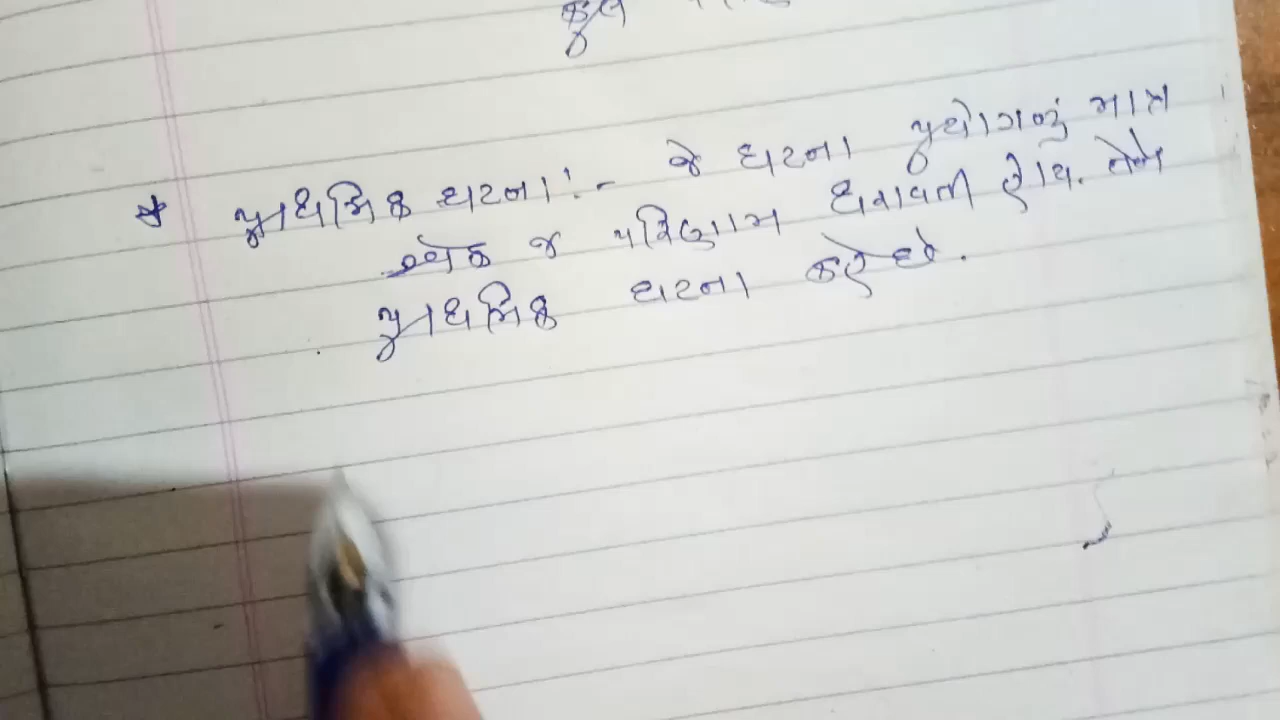 કુલ
* પ્રાથમિક ઘટના :- જે ઘટના પ્રયોગનું માત્ર
એક જ પરિણામ ધરાવતી હોય. તેને
પ્રાથમિક ઘટના કહે છે.